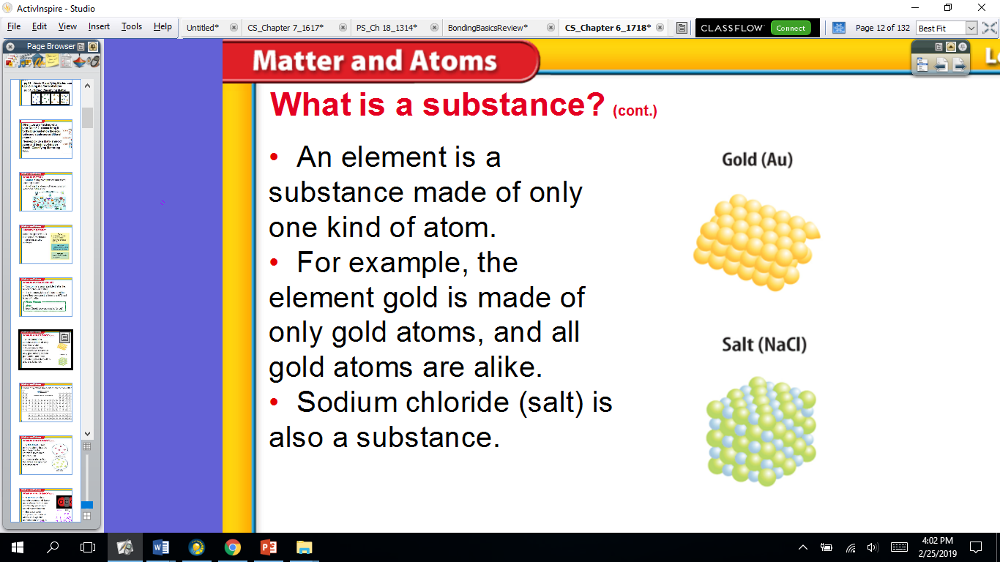 ActivInspire - Studio
File Edit View Insert Tools Help
Untitled* CS_Chapter 7_1617* PS_Ch 18_1314* BondingBasicsReview* CS_Chapter 6_1718*
CLASSFLOW Connect
Page 12 of 132 Best Fit
Page Browser
Matter and Atoms
What is a substance? (cont.)
• An element is a
substance made of only
one kind of atom.
• For example, the
element gold is made of
only gold atoms, and all
gold atoms are alike.
• Sodium chloride (salt) is
also a substance.
Gold (Au)
Salt (NaCl)
4:02 PM
2/25/2019